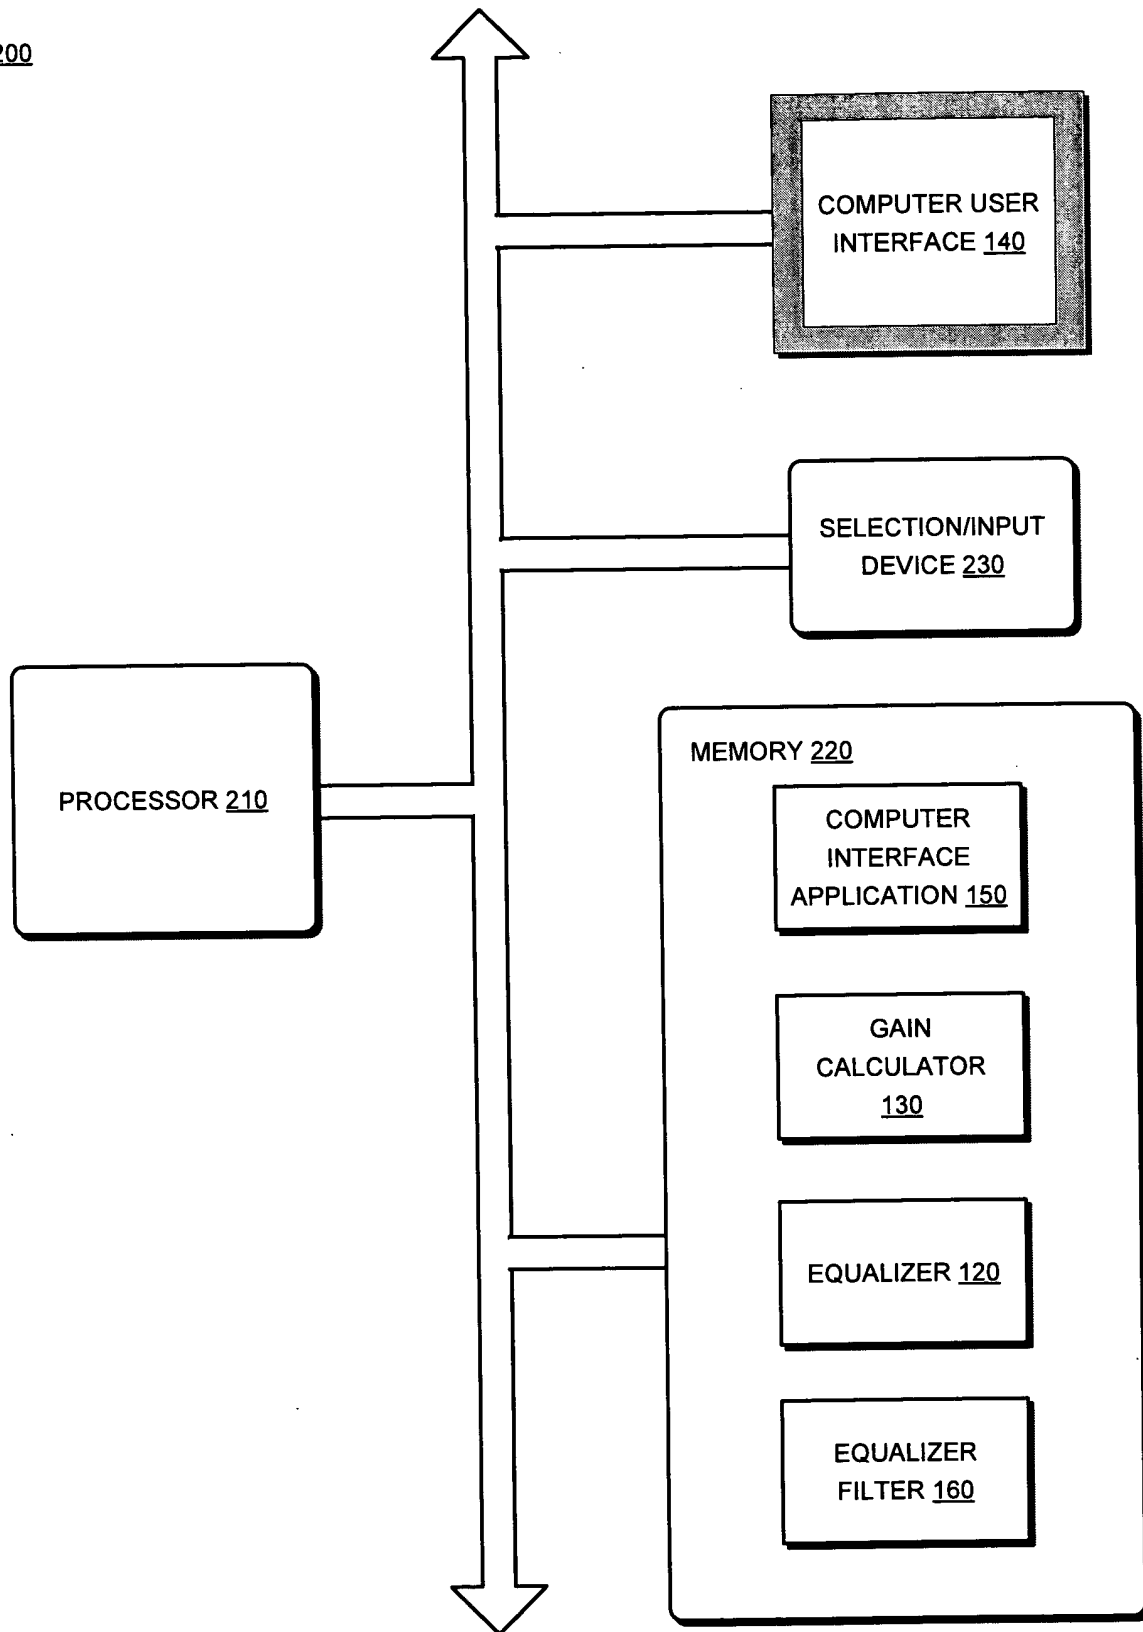 200
COMPUTER USER
INTERFACE 140
SELECTION/INPUT
DEVICE 230
PROCESSOR 210
MEMORY 220
COMPUTER
INTERFACE
APPLICATION 150
GAIN
CALCULATOR
130
EQUALIZER 120
EQUALIZER
FILTER 160